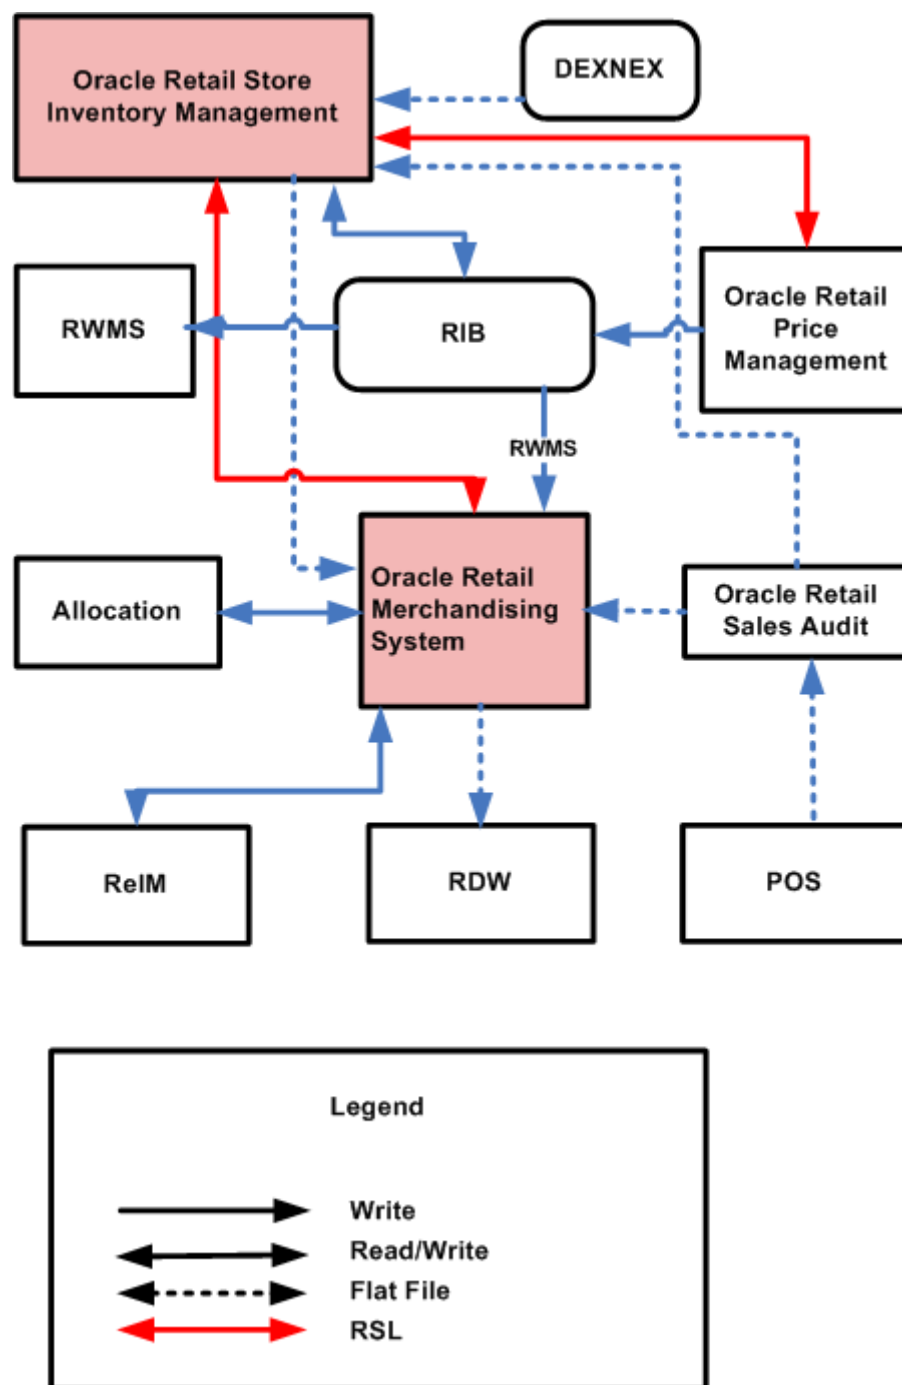 Oracle Retail Store
Inventory Management
DEXNEX
RWMS
RIB
Oracle Retail
Price
Management
RWMS
Allocation
Oracle Retail
Merchandising
System
Oracle Retail
Sales Audit
ReIM
RDW
POS
Legend
Write
Read/Write
Flat File
RSL